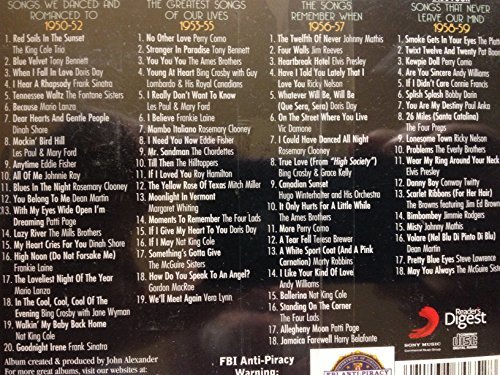 SONGS WE DANCED AND
ROMANCED TO
1950-52
1. Red Sails In The Sunset
The King Cole Trio
2. Blue Velvet Tony Bennett
3. When I Fall In Love Doris Day
4. I Hear A Rhapsody Frank Sinatra
5. Tennessee Waltz The Fontane Sisters
6. Because Mario Lanza
7. Dear Hearts And Gentle People
Dinah Shore
8. Mockin' Bird Hill
Les Paul & Mary Ford
9. Anytime Eddie Fisher
10. All Of Me Johnnie Ray
11. Blues In The Night Rosemary Clooney
12. You Belong To Me Dean Martin
13. With My Eyes Wide Open I'm
Dreaming Patti Page
14. Lazy River The Mills Brothers
15. My Heart Cries For You Dinah Shore
16. High Noon (Do Not Forsake Me)
Frankie Laine
17. The Loveliest Night Of The Year
Mario Lanza
18. In The Cool, Cool, Cool Of The
Evening Bing Crosby with Jane Wyman
19. Walkin' My Baby Back Home
Nat King Cole
20. Goodnight Irene Frank Sinatra
Album created & produced by John Alexander
For more great albums, visit our websites at:
THE GREATEST SONGS
OF OUR LIVES
1953-55
1. No Other Love Perry Como
2. Stranger In Paradise Tony Bennett
3. You You You The Ames Brothers
4. Young At Heart Bing Crosby with Guy
Lombardo & His Royal Canadians
5. I Really Don't Want To Know
Les Paul & Mary Ford
6. I Believe Frankie Laine
7. Mambo Italiano Rosemary Clooney
8. I Need You Now Eddie Fisher
9. Mr. Sandman The Chordettes
10. Till Then The Hilltoppers
11. If I Loved You Roy Hamilton
12. The Yellow Rose Of Texas Mitch Miller
13. Moonlight In Vermont
Margaret Whiting
14. Moments To Remember The Four Lads
15. If I Give My Heart To You Doris Day
16. If I May Nat King Cole
17. Something's Gotta Give
The McGuire Sisters
18. How Do You Speak To An Angel?
Gordon MacRae
19. We'll Meet Again Vera Lynn
FBI Anti-Piracy
Warning:
THE SONGS
REMEMBER WHEN
1956-57
1. The Twelfth Of Never Johnny Mathis
2. Four Walls Jim Reeves
3. Heartbreak Hotel Elvis Presley
4. Have I Told You Lately That I
Love You Ricky Nelson
5. Whatever Will Be, Will Be
(Que Sera, Sera) Doris Day
6. On The Street Where You Live
Vic Damone
7. I Could Have Danced All Night
Rosemary Clooney
8. True Love (From "High Society")
Bing Crosby & Grace Kelly
9. Canadian Sunset
Hugo Winterhalter and His Orchestra
10. It Only Hurts For A Little While
The Ames Brothers
11. More Perry Como
12. A Tear Fell Teresa Brewer
13. A White Sport Coat (And A Pink
Carnation) Marty Robbins
14. I Like Your Kind Of Love
Andy Williams
15. Ballerina Nat King Cole
16. Standing On The Corner
The Four Lads
17. Allegheny Moon Patti Page
18. Jamaica Farewell Harry Belafonte
FBI ANTI-PIRACY
SONGS THAT NEVER
LEAVE OUR MIND
1958-59
1. Smoke Gets In Your Eyes The
2. Twixt Twelve And Twenty Pat
3. Kewpie Doll Perry Como
4. Are You Sincere Andy Williams
5. If I Didn't Care Connie Francis
6. Splish Splash Bobby Darin
7. You Are My Destiny Paul Anka
8. 26 Miles (Santa Catalina)
The Four Preps
9. Lonesome Town Ricky Nelson
10. Problems The Everly Brothers
11. Wear My Ring Around Your Neck
Elvis Presley
12. Danny Boy Conway Twitty
13. Scarlet Ribbons (For Her Hair)
The Browns featuring Jim Ed
14. Bimbombey Jimmie Rodgers
15. Misty Johnny Mathis
16. Volare (Nel Blu Di Pinto Di Blu)
Dean Martin
17. Pretty Blue Eyes Steve Lawrence
18. May You Always The McGuire
SONY MUSIC
Commercial Music Group
Reader's
Digest
COMPACT
disc